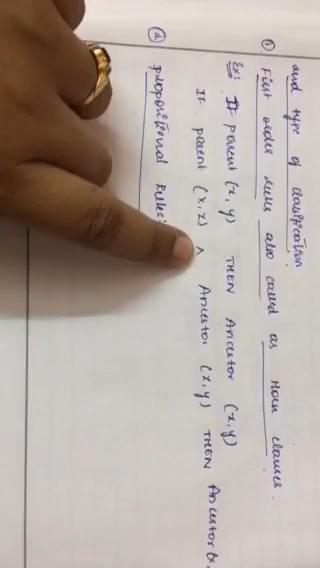 and type of classification.
① First order rules also called as Horn clauses.
Ex: If parent (x, y) THEN Ancestor (x, y)
If parent (x, z) ∧ Ancestor (z, y) THEN Ancestor (x,
② propositional Rules: